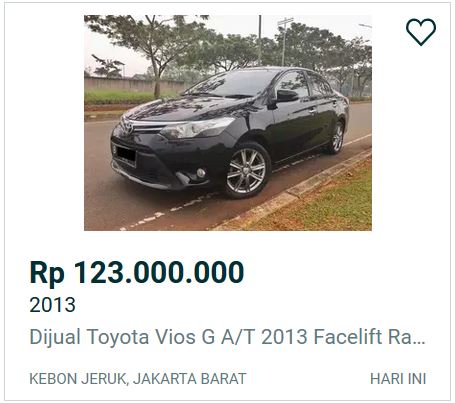 Rp 123.000.000
2013
Dijual Toyota Vios G A/T 2013 Facelift Ra...
KEBON JERUK, JAKARTA BARAT
HARI INI